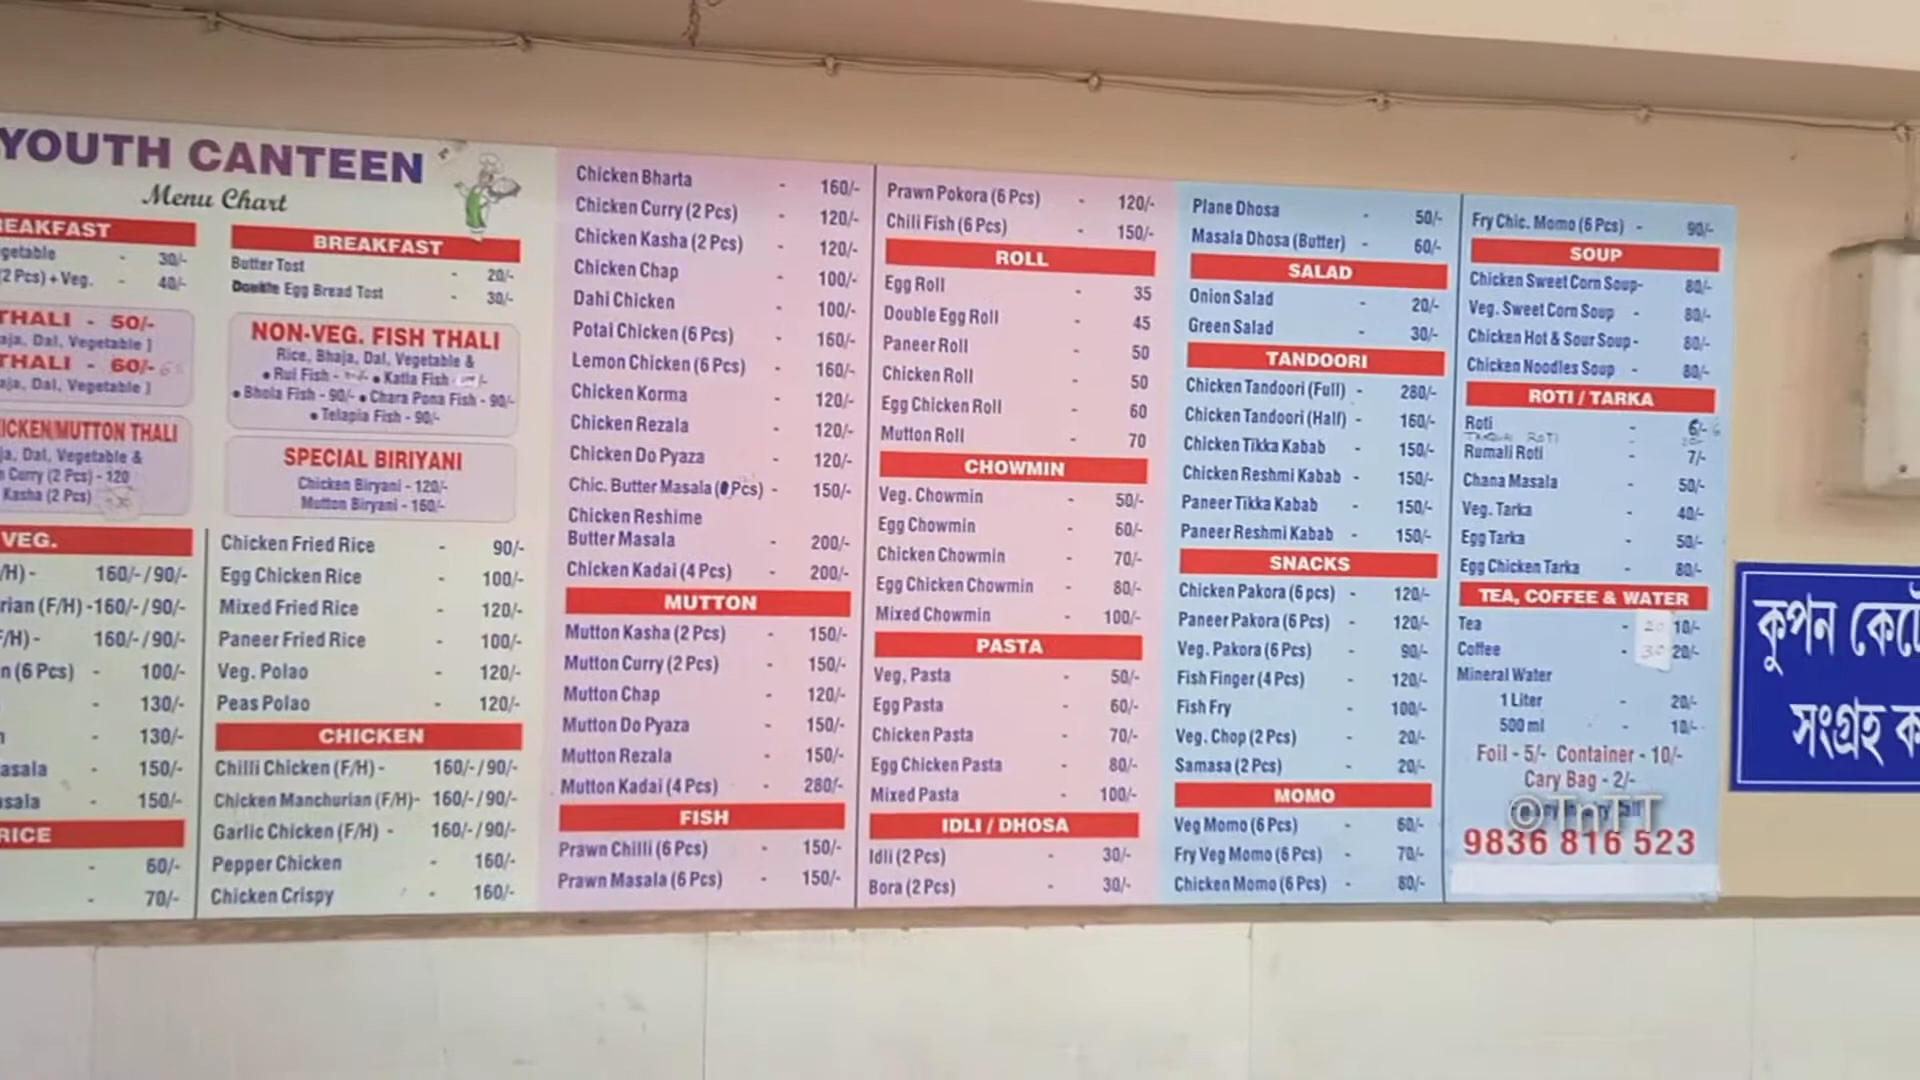 YOUTH CANTEEN
Menu Chart
EAKFAST
getable - 30/-
2 Pcs) + Veg. - 40/-
THALI - 50/-
aja, Dal, Vegetable ]
THALI - 60/-
aja, Dal, Vegetable ]
ICKEN/MUTTON THALI
ja, Dal, Vegetable &
n Curry (2 Pcs) - 120
Kasha (2 Pcs)
VEG.
/H) - 160/-/90/-
rian (F/H) -160/-/90/-
F/H) - 160/-/90/-
n (6 Pcs) - 100/-
- 130/-
- 130/-
asala - 150/-
asala - 150/-
RICE
- 60/-
- 70/-
BREAKFAST
Butter Tost - 20/-
Double Egg Bread Tost - 30/-
NON-VEG. FISH THALI
Rice, Bhaja, Dal, Vegetable &
• Rui Fish - • Katla Fish
• Bhola Fish - 90/- • Chara Pona Fish - 90/-
• Telapia Fish - 90/-
SPECIAL BIRIYANI
Chicken Biryani - 120/-
Mutton Biryani - 160/-
Chicken Fried Rice - 90/-
Egg Chicken Rice - 100/-
Mixed Fried Rice - 120/-
Paneer Fried Rice - 100/-
Veg. Polao - 120/-
Peas Polao - 120/-
CHICKEN
Chilli Chicken (F/H) - 160/-/90/-
Chicken Manchurian (F/H)- 160/-/90/-
Garlic Chicken (F/H) - 160/-/90/-
Pepper Chicken - 160/-
Chicken Crispy - 160/-
Chicken Bharta - 160/-
Chicken Curry (2 Pcs) - 120/-
Chicken Kasha (2 Pcs) - 120/-
Chicken Chap - 100/-
Dahi Chicken - 100/-
Potal Chicken (6 Pcs) - 160/-
Lemon Chicken (6 Pcs) - 160/-
Chicken Korma - 120/-
Chicken Rezala - 120/-
Chicken Do Pyaza - 120/-
Chic. Butter Masala ( Pcs) - 150/-
Chicken Reshime
Butter Masala - 200/-
Chicken Kadai (4 Pcs) - 200/-
MUTTON
Mutton Kasha (2 Pcs) - 150/-
Mutton Curry (2 Pcs) - 150/-
Mutton Chap - 120/-
Mutton Do Pyaza - 150/-
Mutton Rezala - 150/-
Mutton Kadai (4 Pcs) - 280/-
FISH
Prawn Chilli (6 Pcs) - 150/-
Prawn Masala (6 Pcs) - 150/-
Prawn Pokora (6 Pcs) - 120/-
Chili Fish (6 Pcs) - 150/-
ROLL
Egg Roll - 35
Double Egg Roll - 45
Paneer Roll - 50
Chicken Roll - 50
Egg Chicken Roll - 60
Mutton Roll - 70
CHOWMIN
Veg. Chowmin - 50/-
Egg Chowmin - 60/-
Chicken Chowmin - 70/-
Egg Chicken Chowmin - 80/-
Mixed Chowmin - 100/-
PASTA
Veg. Pasta - 50/-
Egg Pasta - 60/-
Chicken Pasta - 70/-
Egg Chicken Pasta - 80/-
Mixed Pasta - 100/-
IDLI / DHOSA
Idli (2 Pcs) - 30/-
Bora (2 Pcs) - 30/-
Plane Dhosa - 50/-
Masala Dhosa (Butter) - 60/-
SALAD
Onion Salad - 20/-
Green Salad - 30/-
TANDOORI
Chicken Tandoori (Full) - 280/-
Chicken Tandoori (Half) - 160/-
Chicken Tikka Kabab - 150/-
Chicken Reshmi Kabab - 150/-
Paneer Tikka Kabab - 150/-
Paneer Reshmi Kabab - 150/-
SNACKS
Chicken Pakora (6 pcs) - 120/-
Paneer Pakora (6 Pcs) - 120/-
Veg. Pakora (6 Pcs) - 90/-
Fish Finger (4 Pcs) - 120/-
Fish Fry - 100/-
Veg. Chop (2 Pcs) - 20/-
Samasa (2 Pcs) - 20/-
MOMO
Veg Momo (6 Pcs) - 60/-
Fry Veg Momo (6 Pcs) - 70/-
Chicken Momo (6 Pcs) - 80/-
Fry Chic. Momo (6 Pcs) - 90/-
SOUP
Chicken Sweet Corn Soup- 80/-
Veg. Sweet Corn Soup - 80/-
Chicken Hot & Sour Soup - 80/-
Chicken Noodles Soup - 80/-
ROTI / TARKA
Roti - 6/-
Rumali Roti - 7/-
Chana Masala - 50/-
Veg. Tarka - 40/-
Egg Tarka - 50/-
Egg Chicken Tarka - 80/-
TEA, COFFEE & WATER
Tea - 20 10/-
Coffee - 30 20/-
Mineral Water
1 Liter - 20/-
500 ml - 10/-
Foil - 5/- Container - 10/-
Cary Bag - 2/-
©TnFT
9836 816 523
কুপন কেটে
সংগ্রহ ক